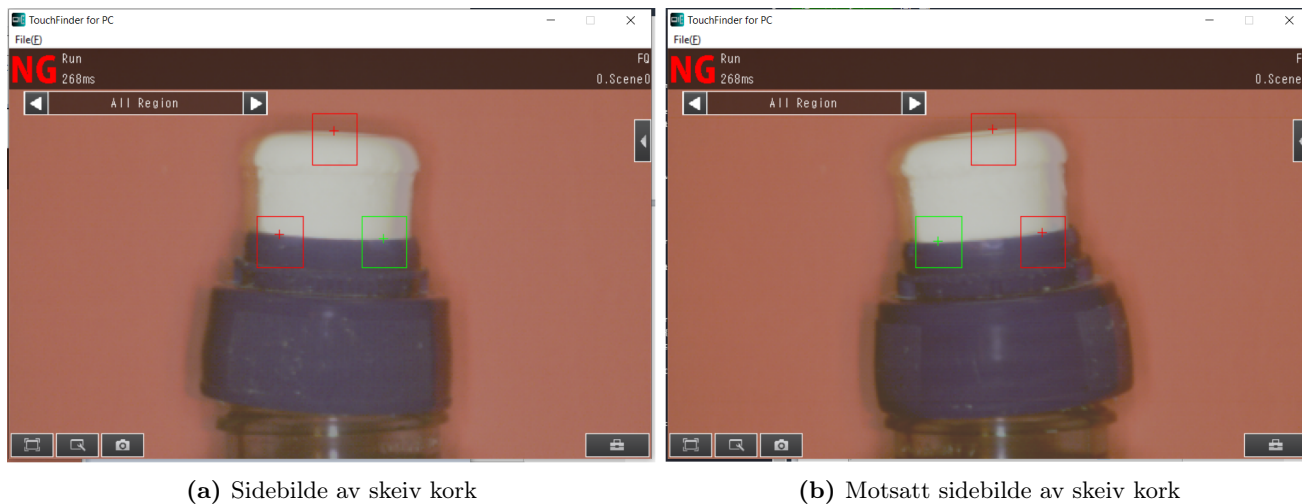 TouchFinder for PC
File(F)
NG
Run
268ms
FQ
0.Scene0
All Region
TouchFinder for PC
File(F)
NG
Run
268ms
F
0.Scene
All Region
(a) Sidebilde av skeiv kork
(b) Motsatt sidebilde av skeiv kork